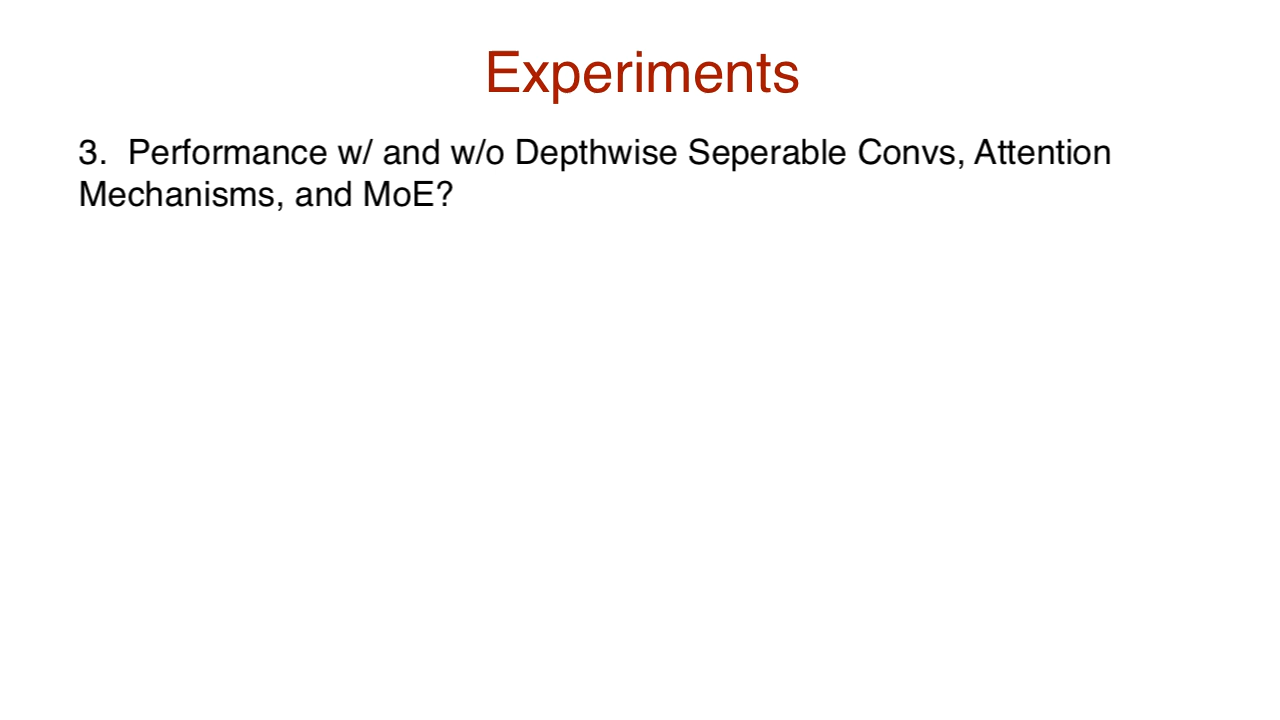 Experiments
3. Performance w/ and w/o Depthwise Seperable Convs, Attention
Mechanisms, and MoE?